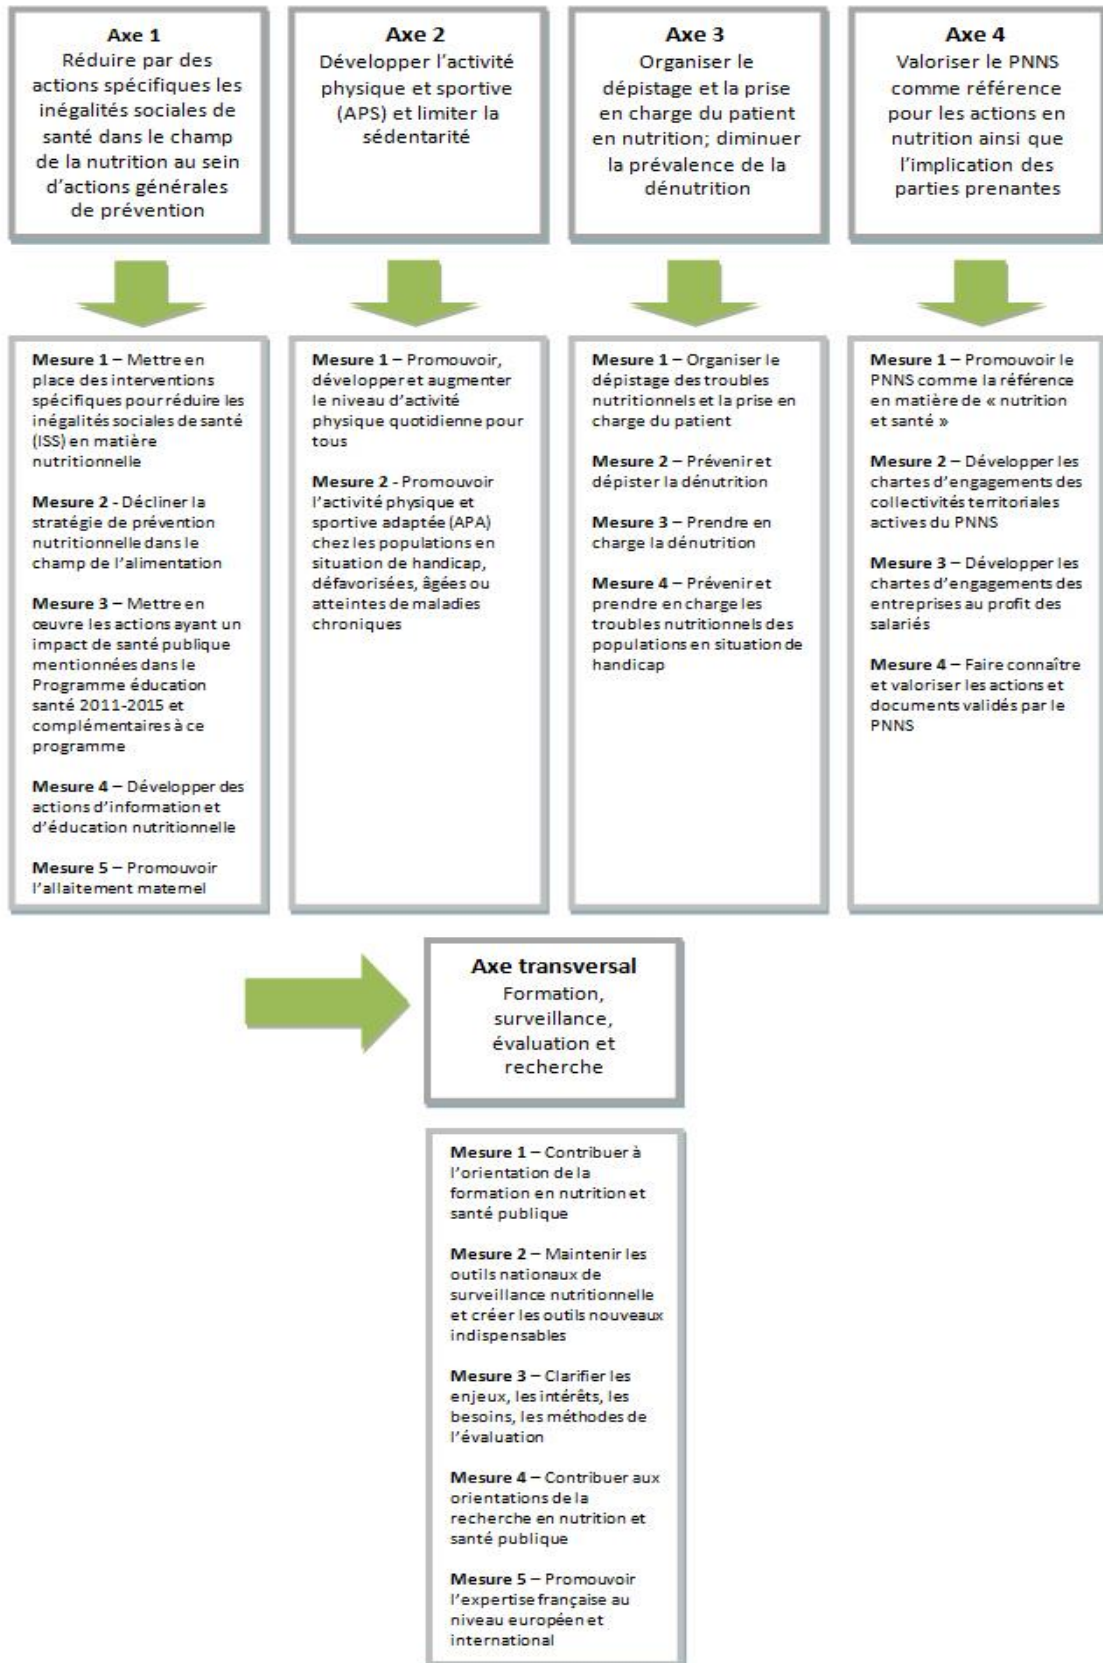 Axe 1
Réduire par des
actions spécifiques les
inégalités sociales de
santé dans le champ
de la nutrition au sein
d'actions générales
de prévention
Axe 2
Développer l'activité
physique et sportive
(APS) et limiter la
sédentarité
Axe 3
Organiser le
dépistage et la prise
en charge du patient
en nutrition; diminuer
la prévalence de la
dénutrition
Axe 4
Valoriser le PNNS
comme référence
pour les actions en
nutrition ainsi que
l'implication des
parties prenantes
Mesure 1 – Mettre en
place des interventions
spécifiques pour réduire les
inégalités sociales de santé
(ISS) en matière
nutritionnelle
Mesure 2 - Décliner la
stratégie de prévention
nutritionnelle dans le
champ de l'alimentation
Mesure 3 – Mettre en
œuvre les actions ayant un
impact de santé publique
mentionnées dans le
Programme éducation
santé 2011-2015 et
complémentaires à ce
programme
Mesure 4 – Développer des
actions d'information et
d'éducation nutritionnelle
Mesure 5 – Promouvoir
l'allaitement maternel
Mesure 1 – Promouvoir,
développer et augmenter
le niveau d'activité
physique quotidienne pour
tous
Mesure 2 - Promouvoir
l'activité physique et
sportive adaptée (APA)
chez les populations en
situation de handicap,
défavorisées, âgées ou
atteintes de maladies
chroniques
Mesure 1 – Organiser le
dépistage des troubles
nutritionnels et la prise en
charge du patient
Mesure 2 – Prévenir et
dépister la dénutrition
Mesure 3 – Prendre en
charge la dénutrition
Mesure 4 – Prévenir et
prendre en charge les
troubles nutritionnels des
populations en situation de
handicap
Mesure 1 – Promouvoir le
PNNS comme la référence
en matière de « nutrition
et santé »
Mesure 2 – Développer les
chartes d'engagements des
collectivités territoriales
actives du PNNS
Mesure 3 – Développer les
chartes d'engagements des
entreprises au profit des
salariés
Mesure 4 – Faire connaître
et valoriser les actions et
documents validés par le
PNNS
Axe transversal
Formation,
surveillance,
évaluation et
recherche
Mesure 1 – Contribuer à
l'orientation de la
formation en nutrition et
santé publique
Mesure 2 – Maintenir les
outils nationaux de
surveillance nutritionnelle
et créer les outils nouveaux
indispensables
Mesure 3 – Clarifier les
enjeux, les intérêts, les
besoins, les méthodes de
l'évaluation
Mesure 4 – Contribuer aux
orientations de la
recherche en nutrition et
santé publique
Mesure 5 – Promouvoir
l'expertise française au
niveau européen et
international